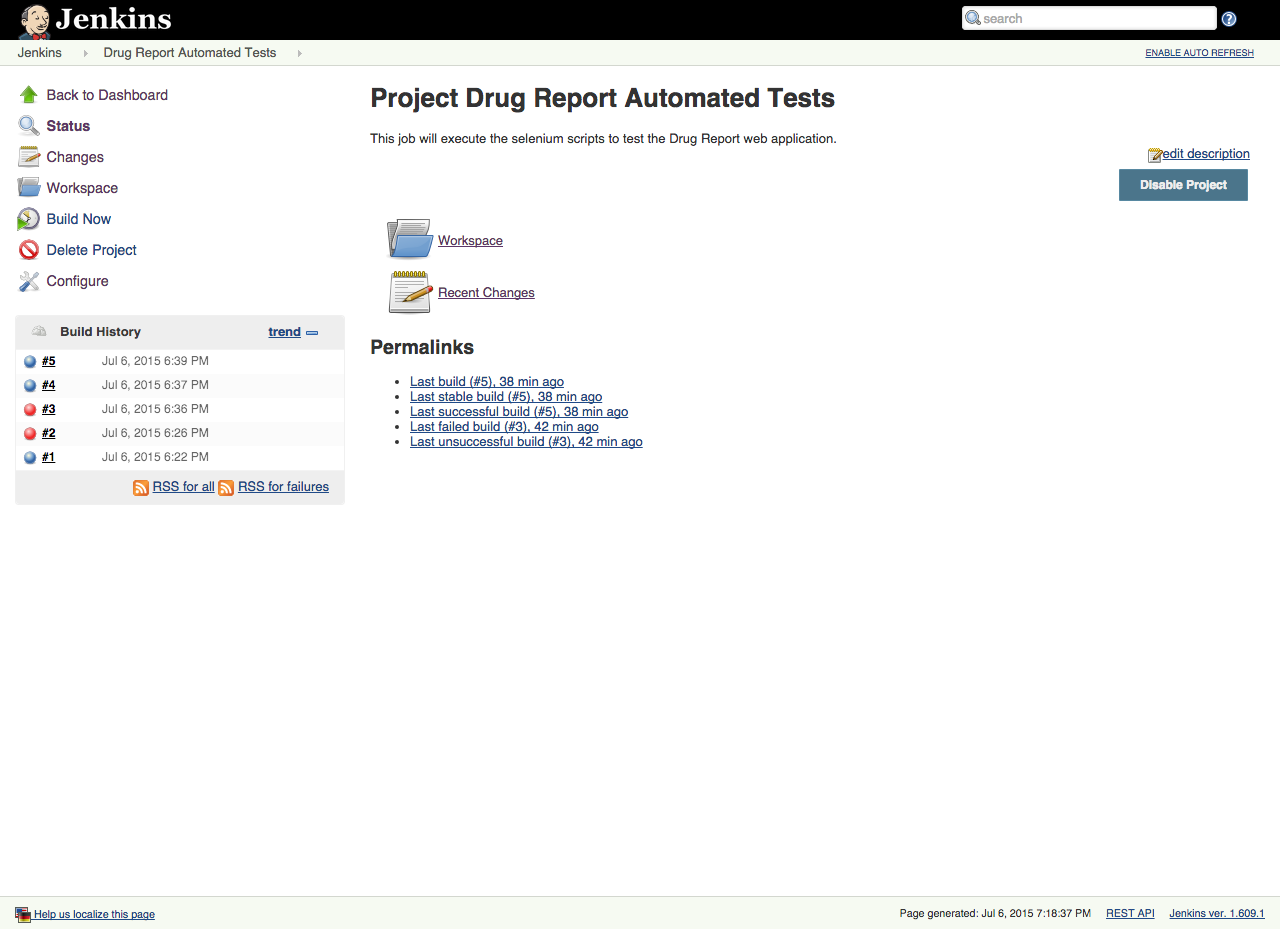 Jenkins
search
Jenkins
Drug Report Automated Tests
ENABLE AUTO REFRESH
Back to Dashboard
Status
Changes
Workspace
Build Now
Delete Project
Configure
Build History
trend
#5 Jul 6, 2015 6:39 PM
#4 Jul 6, 2015 6:37 PM
#3 Jul 6, 2015 6:36 PM
#2 Jul 6, 2015 6:26 PM
#1 Jul 6, 2015 6:22 PM
RSS for all RSS for failures
Project Drug Report Automated Tests
This job will execute the selenium scripts to test the Drug Report web application.
edit description
Disable Project
Workspace
Recent Changes
Permalinks
Last build (#5), 38 min ago
Last stable build (#5), 38 min ago
Last successful build (#5), 38 min ago
Last failed build (#3), 42 min ago
Last unsuccessful build (#3), 42 min ago
Help us localize this page
Page generated: Jul 6, 2015 7:18:37 PM REST API Jenkins ver. 1.609.1